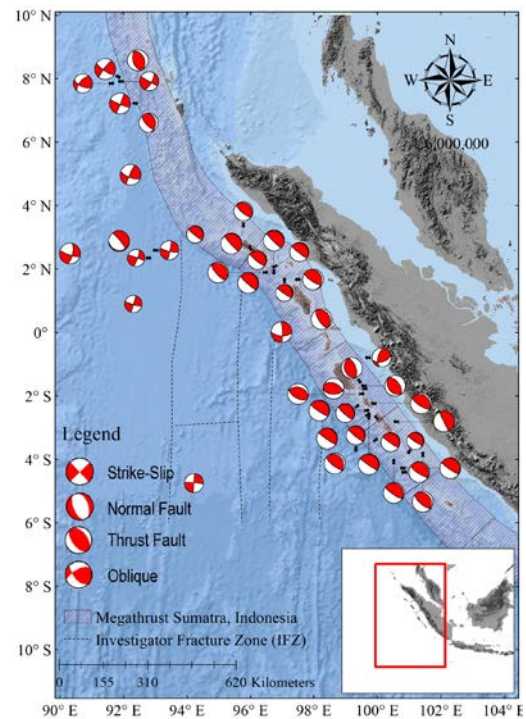 10° N
8° N
6° N
4° N
2° N
0°
2° S
4° S
6° S
8° S
10° S
N
W E
S
000,000
Legend
Strike-Slip
Normal Fault
Thrust Fault
Oblique
Megathrust Sumatra, Indonesia
Investigator Fracture Zone (IFZ)
0 155 310 620 Kilometers
90° E 92° E 94° E 96° E 98° E 100° E 102° E 104° E